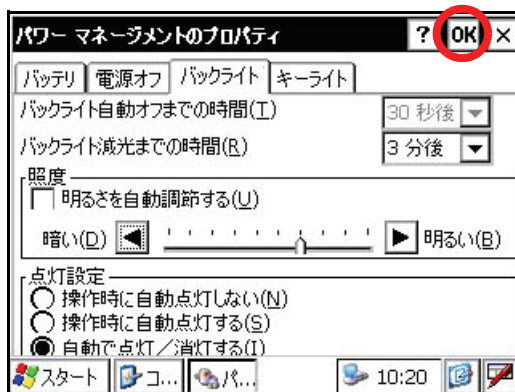 パワー マネージメントのプロパティ ? OK ×
バッテリ 電源オフ バックライト キーライト
バックライト自動オフまでの時間(T) 30 秒後
バックライト減光までの時間(R) 3 分後
照度
明るさを自動調節する(U)
暗い(D) 明るい(B)
点灯設定
操作時に自動点灯しない(N)
操作時に自動点灯する(S)
自動で点灯/消灯する(I)
スタート コ... パ... 10:20